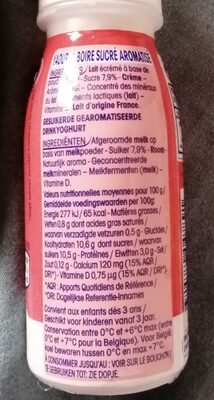 BOIRE SUCRÉ AROMATISÉ
Lait écrémé à base de
Sucre 7,9% - Crème -
Concentré des minéraux
lactiques (lait) -
Vitamine D. Lait d'origine France.
GESUIKERDE GEAROMATISEERDE
DRINKYOGHURT
INGREDIËNTEN / Afgeroomde melk op
basis van melkpoeder - Suiker 7,9% - Room -
Natuurlijk aroma - Geconcentreerde
melkmineralen - Melkfermenten (melk) -
Vitamine D.
Valeurs nutritionnelles moyennes pour 100g /
Gemiddelde voedingswaarden per 100g:
Energie 277 kJ / 65 kcal - Matières grasses /
Vetten 0,8 g dont acides gras saturés /
waarvan verzadigde vetzuren 0,5 g - Glucides /
Koolhydraten 10,6 g dont sucres / waarvan
suikers 10,5 g - Protéines / Eiwitten 3,0 g - Sel /
Zout 0,12 g - Calcium 120 mg (15% AJR*) -
Vitamin D 0,75 µg (15% AJR*/ DIR*).
*AQR : Apports Quotidiens de Référence /
*DIR: Dagelijkse Referentie-Innames
Convient aux enfants dès 3 ans /
Geschikt voor kinderen vanaf 3 jaar.
Conservation entre 0°C et +6°C max (entre
0°C et +7°C pour la Belgique). Voor België,
koel bewaren tussen 0°C en max +7°C.
À CONSOMMER JUSQU'AU : VOIR SUR LE BOUCHON /
TE GEBRUIKEN TOT: ZIE DOPJE.